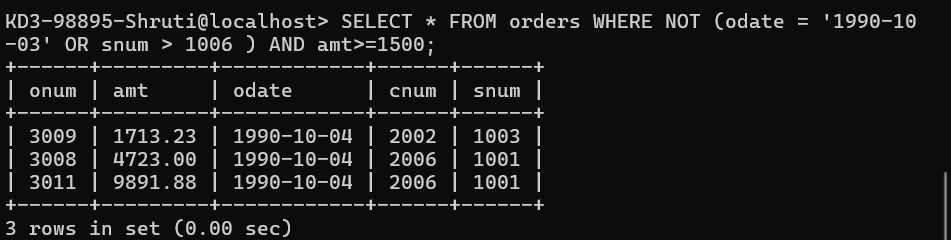 KD3-98895-Shruti@localhost> SELECT * FROM orders WHERE NOT (odate = '1990-10
-03' OR snum > 1006 ) AND amt>=1500;
+------+---------+------------+------+------+
| onum | amt     | odate      | cnum | snum |
+------+---------+------------+------+------+
| 3009 | 1713.23 | 1990-10-04 | 2002 | 1003 |
| 3008 | 4723.00 | 1990-10-04 | 2006 | 1001 |
| 3011 | 9891.88 | 1990-10-04 | 2006 | 1001 |
+------+---------+------------+------+------+
3 rows in set (0.00 sec)